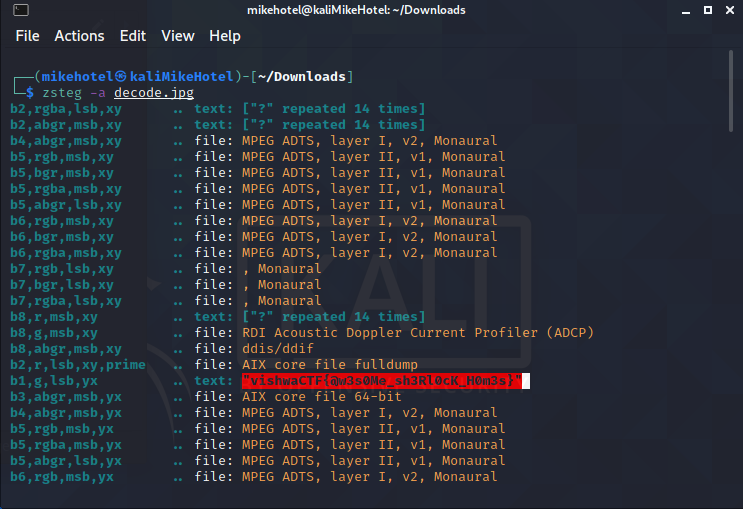 mikehotel@kaliMikeHotel: ~/Downloads
File Actions Edit View Help
┌──(mikehotel㉿kaliMikeHotel)-[~/Downloads]
└─$ zsteg -a decode.jpg
b2,rgba,lsb,xy .. text: ["?" repeated 14 times]
b2,abgr,msb,xy .. text: ["?" repeated 14 times]
b4,abgr,msb,xy .. file: MPEG ADTS, layer I, v2, Monaural
b5,rgb,msb,xy .. file: MPEG ADTS, layer II, v1, Monaural
b5,bgr,msb,xy .. file: MPEG ADTS, layer II, v1, Monaural
b5,rgba,msb,xy .. file: MPEG ADTS, layer II, v1, Monaural
b5,abgr,lsb,xy .. file: MPEG ADTS, layer II, v1, Monaural
b6,rgb,msb,xy .. file: MPEG ADTS, layer I, v2, Monaural
b6,bgr,msb,xy .. file: MPEG ADTS, layer I, v2, Monaural
b6,rgba,msb,xy .. file: MPEG ADTS, layer I, v2, Monaural
b7,rgb,lsb,xy .. file: , Monaural
b7,bgr,lsb,xy .. file: , Monaural
b7,rgba,lsb,xy .. file: , Monaural
b8,r,msb,xy .. text: ["?" repeated 14 times]
b8,g,msb,xy .. file: RDI Acoustic Doppler Current Profiler (ADCP)
b8,abgr,msb,xy .. file: ddis/ddif
b2,r,lsb,xy,prime .. file: AIX core file fulldump
b1,g,lsb,yx .. text: "vishwaCTF{@w3s0Me_sh3Rl0cK_H0m3s}"
b3,abgr,msb,yx .. file: AIX core file 64-bit
b4,abgr,msb,yx .. file: MPEG ADTS, layer I, v2, Monaural
b5,rgb,msb,yx .. file: MPEG ADTS, layer II, v1, Monaural
b5,rgba,msb,yx .. file: MPEG ADTS, layer II, v1, Monaural
b5,abgr,lsb,yx .. file: MPEG ADTS, layer II, v1, Monaural
b6,rgb,msb,yx .. file: MPEG ADTS, layer I, v2, Monaural
KALI